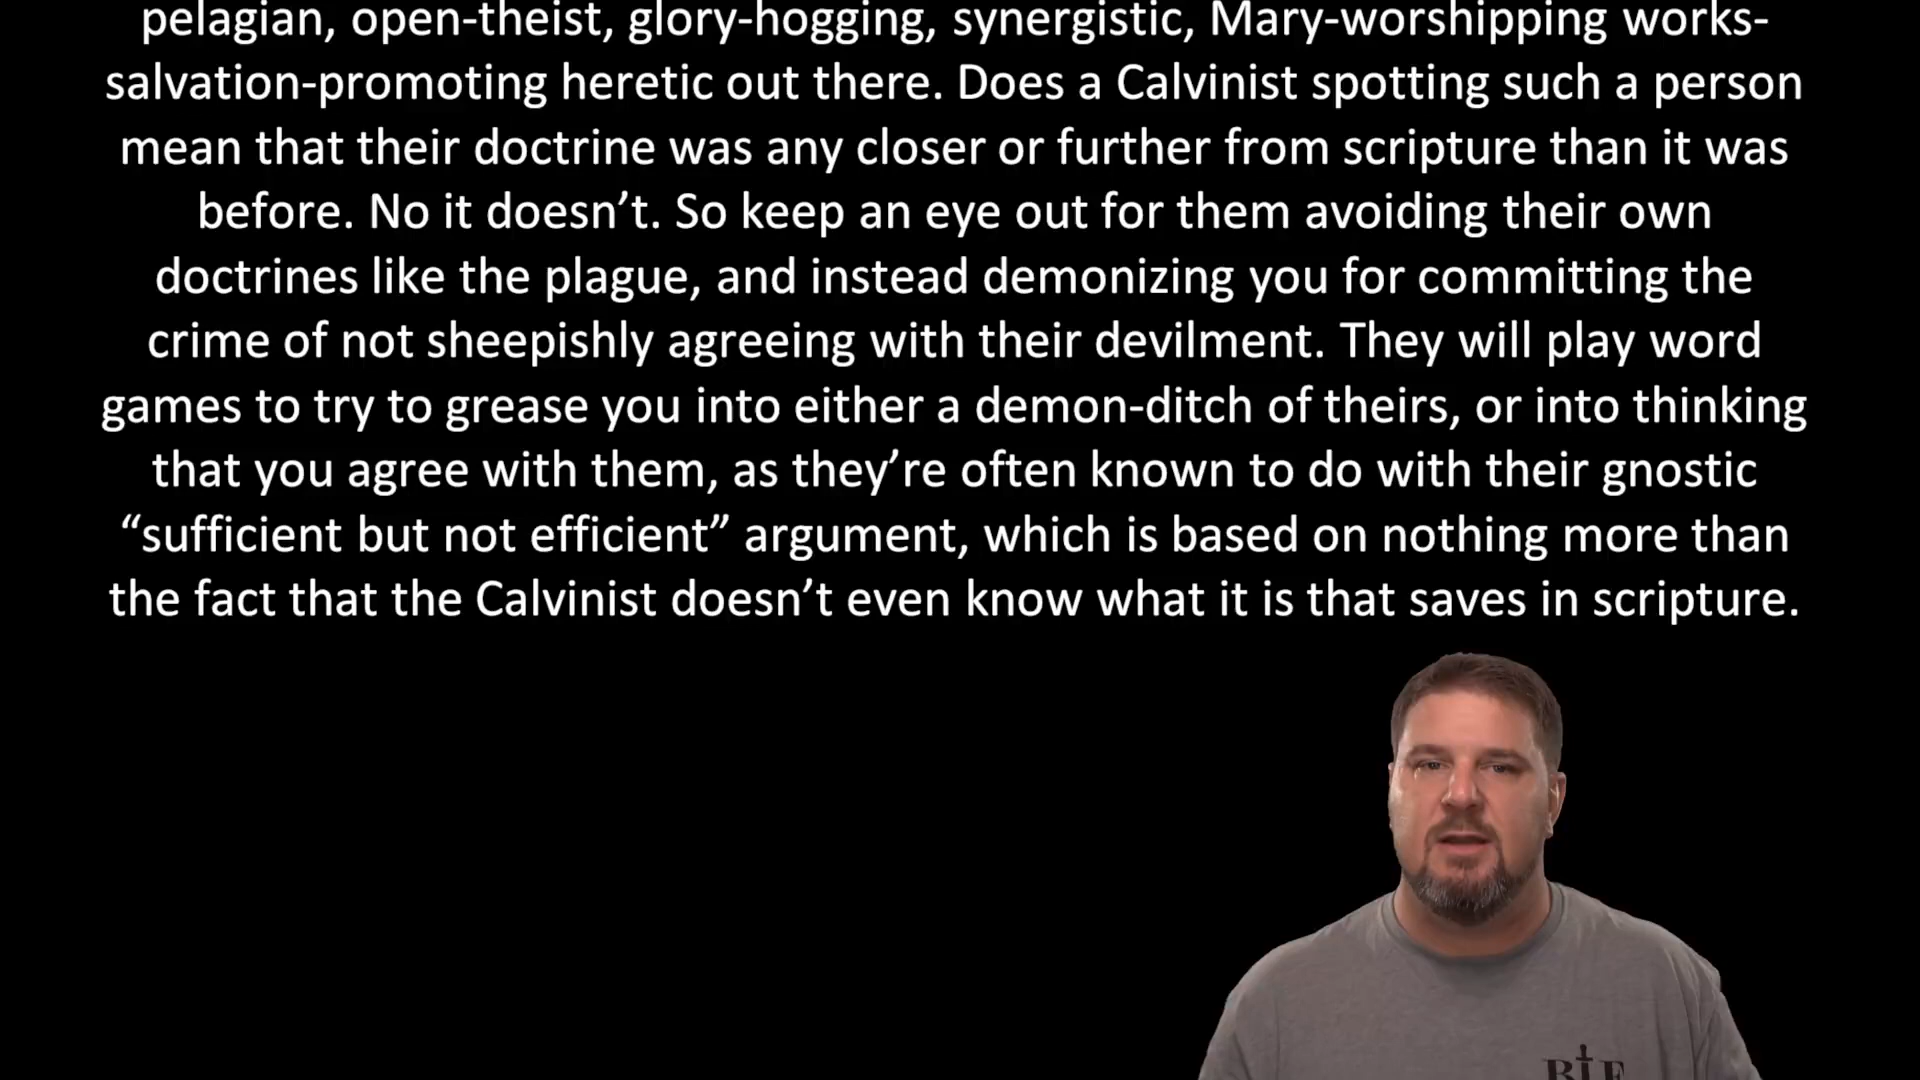 pelagian, open-theist, glory-hogging, synergistic, Mary-worshipping works-
salvation-promoting heretic out there. Does a Calvinist spotting such a person
mean that their doctrine was any closer or further from scripture than it was
before. No it doesn’t. So keep an eye out for them avoiding their own
doctrines like the plague, and instead demonizing you for committing the
crime of not sheepishly agreeing with their devilment. They will play word
games to try to grease you into either a demon-ditch of theirs, or into thinking
that you agree with them, as they’re often known to do with their gnostic
“sufficient but not efficient” argument, which is based on nothing more than
the fact that the Calvinist doesn’t even know what it is that saves in scripture.